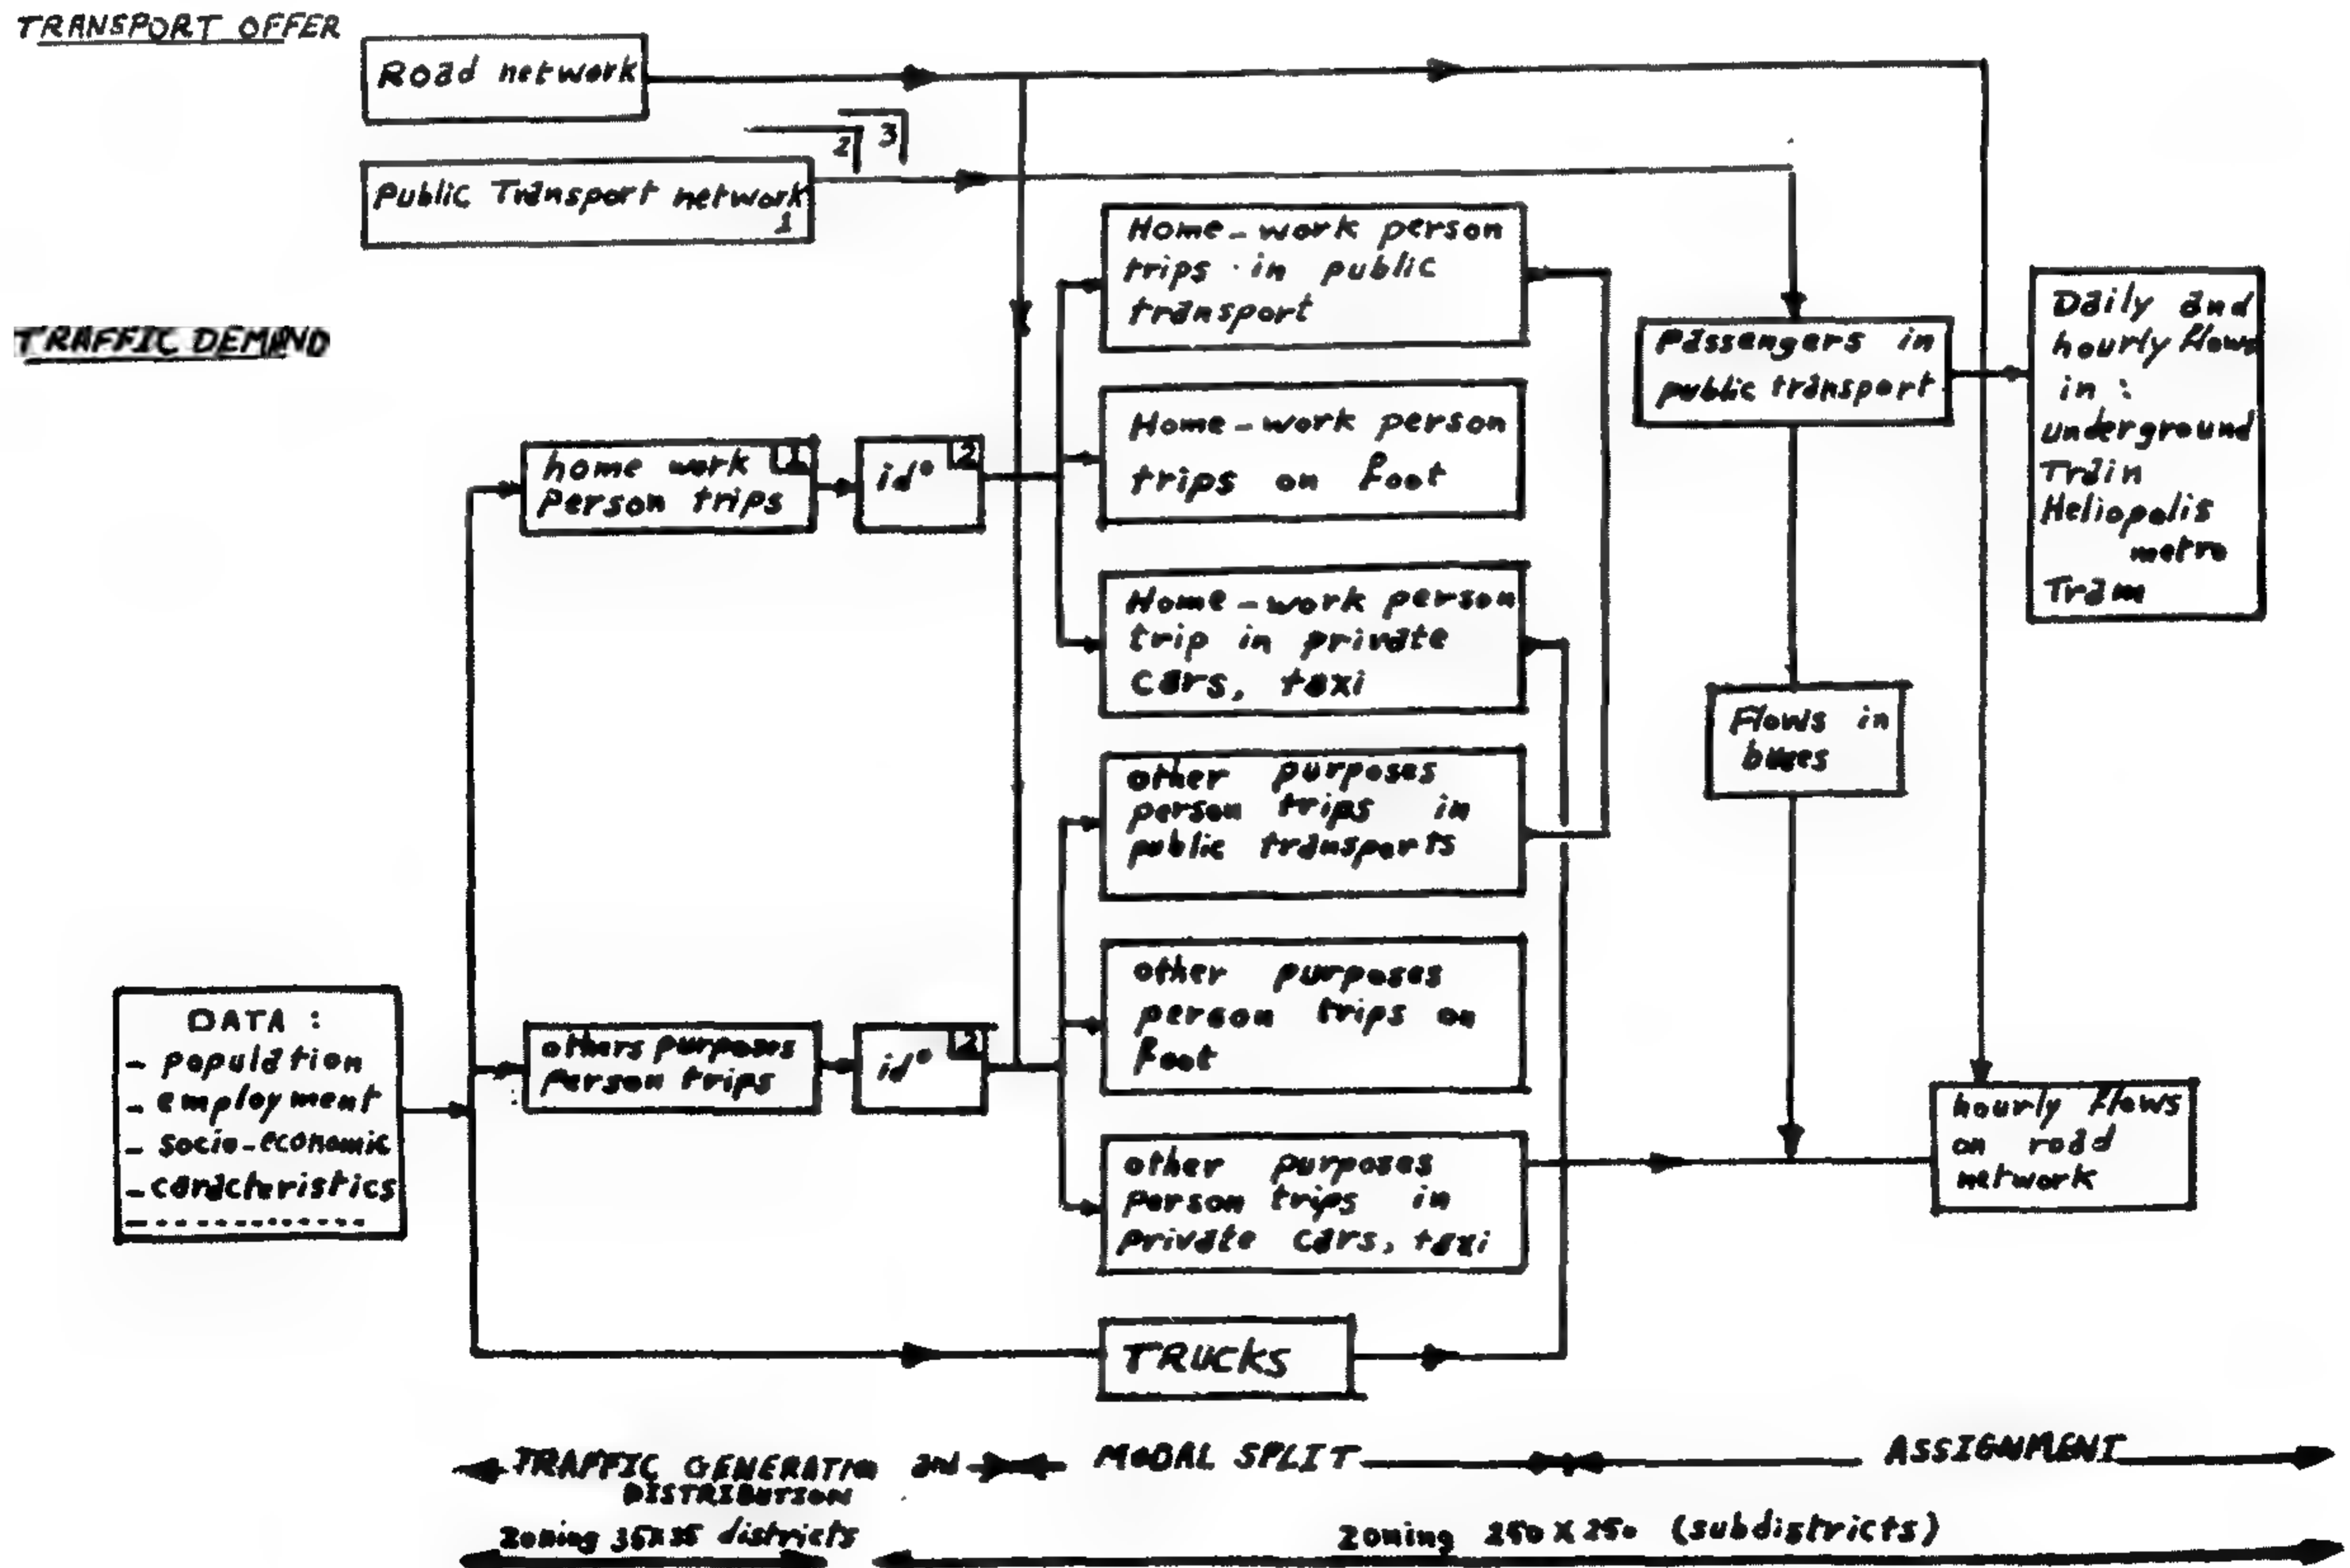 TRANSPORT OFFER
Road network
2
3
Public Transport network
1
TRAFFIC DEMAND
home work
person trips
1
id°
2
Home-work person
trips in public
transport
Home-work person
trips on foot
Home-work person
trip in private
cars, taxi
other purposes
person trips in
public transports
other purposes
person trips on
foot
other purposes
person trips in
private cars, taxi
TRUCKS
DATA :
- population
- employment
- socio-economic
- caracteristics
others purposes
person trips
id°
2
Passengers in
public transport
Flows in
buses
Daily and
hourly flows
in :
underground
Train
Heliopolis
metro
Tram
hourly flows
on road
network
TRAFFIC GENERATION and
DISTRIBUTION
MODAL SPLIT
ASSIGNMENT
zoning 35X35 districts
zoning 250X250 (subdistricts)